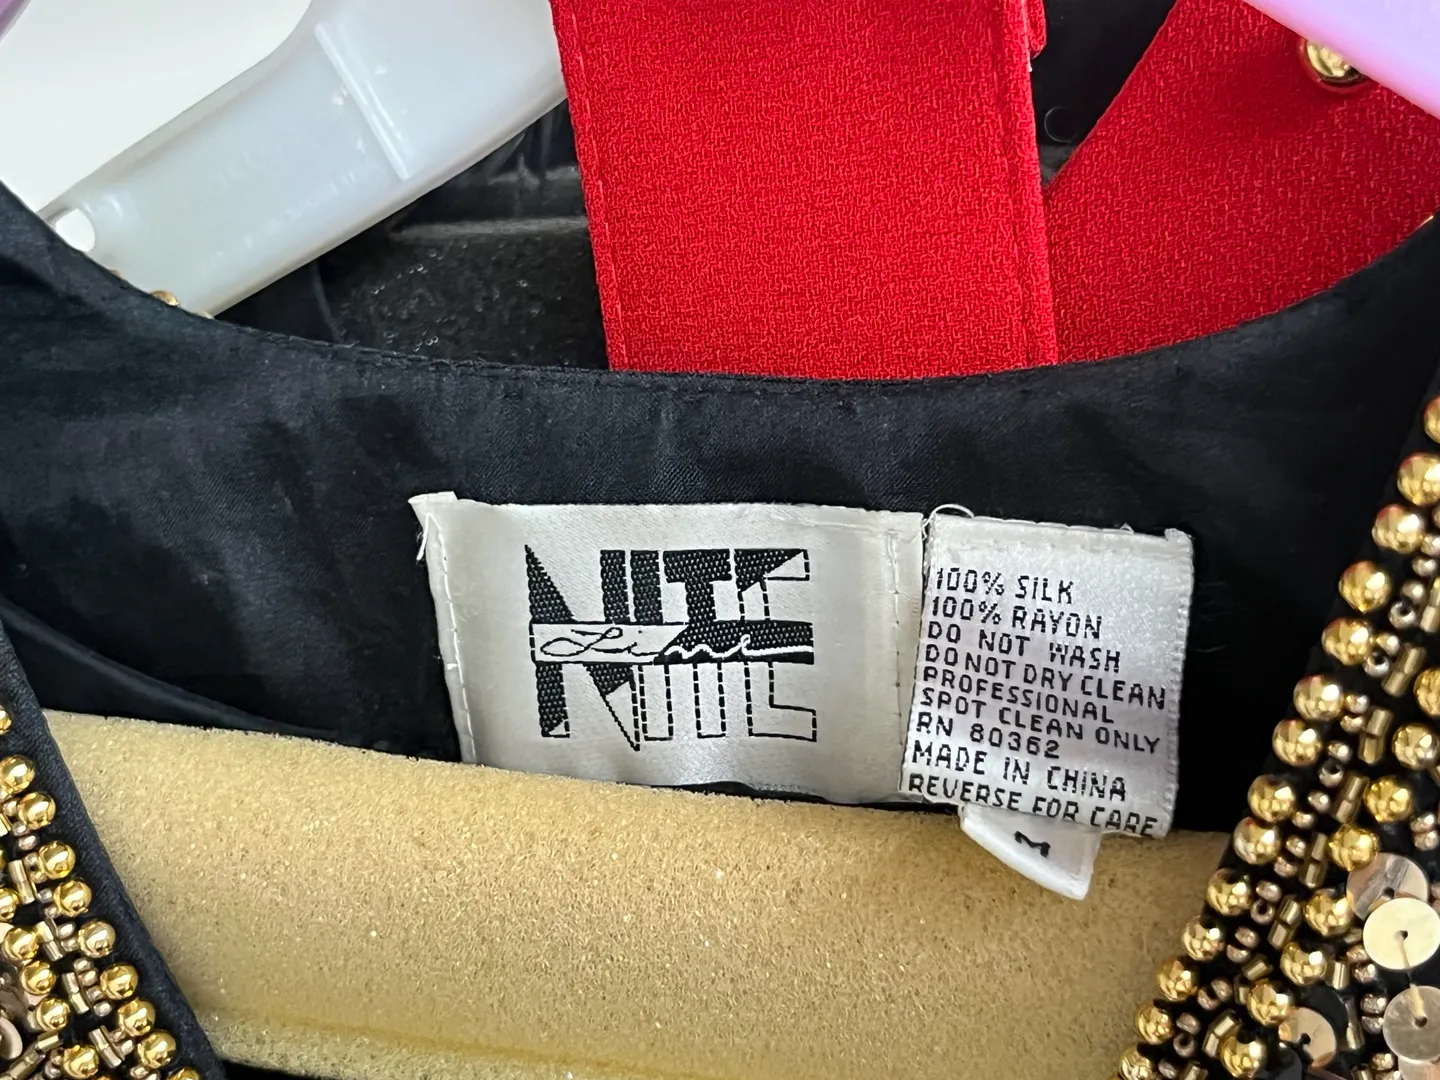 NITE
Line
NITE
100% SILK
100% RAYON
DO NOT WASH
DO NOT DRY CLEAN
PROFESSIONAL
SPOT CLEAN ONLY
RN 80362
MADE IN CHINA
REVERSE FOR CARE
M